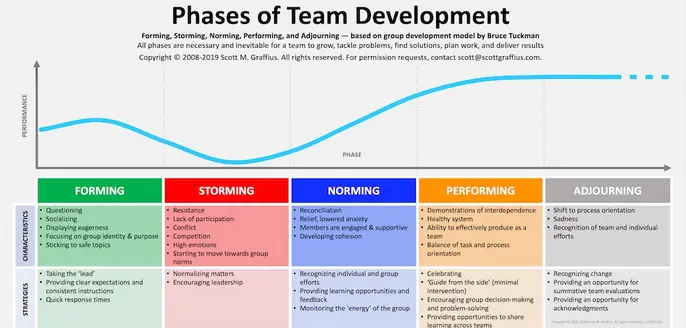 Phases of Team Development
Forming, Storming, Norming, Performing, and Adjourning — based on group development model by Bruce Tuckman
All phases are necessary and inevitable for a team to grow, tackle problems, find solutions, plan work, and deliver results
Copyright © 2008-2019 Scott M. Graffius. All rights reserved. For permission requests, contact scott@scottgraffius.com.
PERFORMANCE
PHASE
FORMING
STORMING
NORMING
PERFORMING
ADJOURNING
CHARACTERISTICS
• Questioning
• Socializing
• Displaying eagerness
• Focusing on group identity & purpose
• Sticking to safe topics
• Resistance
• Lack of participation
• Conflict
• Competition
• High emotions
• Starting to move towards group
norms
• Reconciliation
• Relief, lowered anxiety
• Members are engaged & supportive
• Developing cohesion
• Demonstrations of interdependence
• Healthy system
• Ability to effectively produce as a
team
• Balance of task and process
orientation
• Shift to process orientation
• Sadness
• Recognition of team and individual
efforts
STRATEGIES
• Taking the 'lead'
• Providing clear expectations and
consistent instructions
• Quick response times
• Normalizing matters
• Encouraging leadership
• Recognizing individual and group
efforts
• Providing learning opportunities and
feedback
• Monitoring the 'energy' of the group
• Celebrating
• 'Guide from the side' (minimal
intervention)
• Encouraging group decision-making
and problem-solving
• Providing opportunities to share
learning across teams
• Recognizing change
• Providing an opportunity for
summative team evaluations
• Providing an opportunity for
acknowledgments